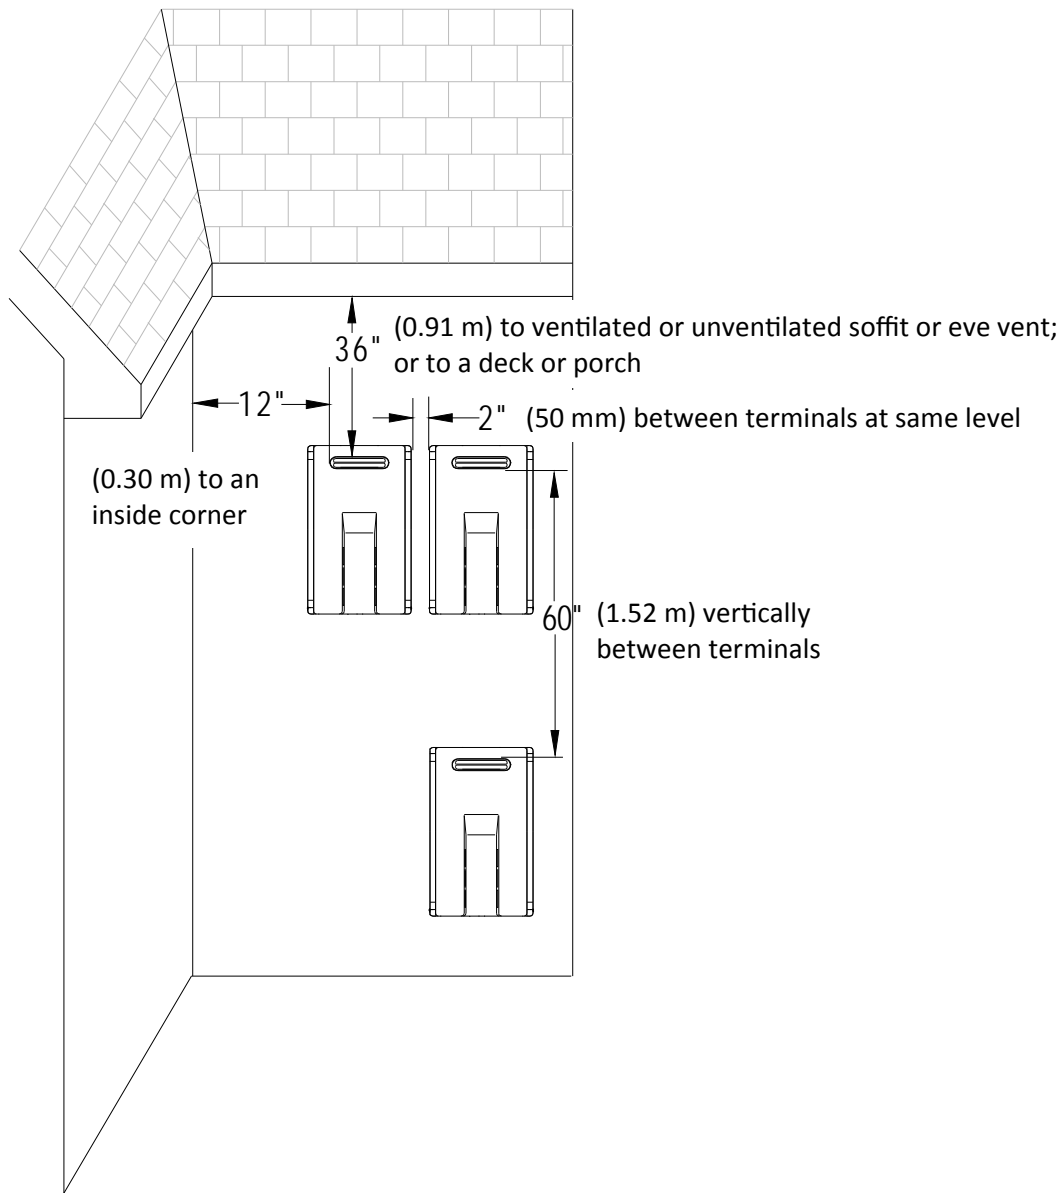 36"
(0.91 m) to ventilated or unventilated soffit or eve vent;
or to a deck or porch
12"
2"
(50 mm) between terminals at same level
(0.30 m) to an
inside corner
60"
(1.52 m) vertically
between terminals